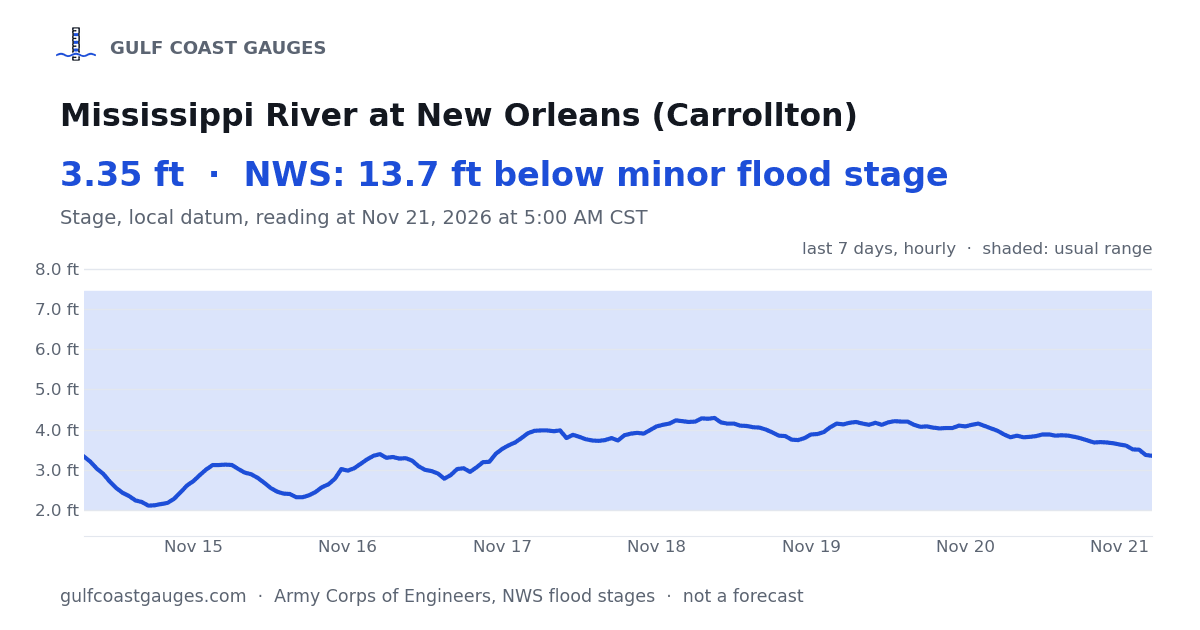 GULF COAST GAUGES
Mississippi River at New Orleans (Carrollton)
3.35 ft · NWS: 13.7 ft below minor flood stage
Stage, local datum, reading at Nov 21, 2026 at 5:00 AM CST
last 7 days, hourly · shaded: usual range
8.0 ft
7.0 ft
6.0 ft
5.0 ft
4.0 ft
3.0 ft
2.0 ft
Nov 15 Nov 16 Nov 17 Nov 18 Nov 19 Nov 20 Nov 21
gulfcoastgauges.com · Army Corps of Engineers, NWS flood stages · not a forecast